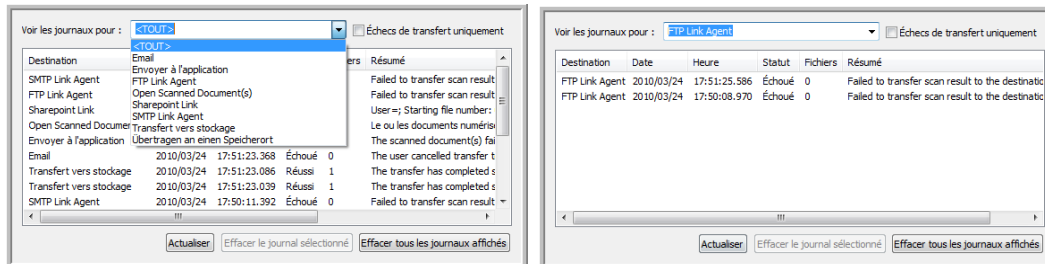 Voir les journaux pour : <TOUT> Échecs de transfert uniquement
<TOUT>
Email
Envoyer à l'application
FTP Link Agent
Open Scanned Document(s)
Sharepoint Link
SMTP Link Agent
Transfert vers stockage
Übertragen an einen Speicherort
Destination ers Résumé
SMTP Link Agent Failed to transfer scan result
FTP Link Agent Failed to transfer scan result
Sharepoint Link User=; Starting file number:
Open Scanned Documer Le ou les documents numéris
Envoyer à l'application The scanned document(s) fai
Email 2010/03/24 17:51:23.368 Échoué 0 The user cancelled transfer t
Transfert vers stockage 2010/03/24 17:51:23.086 Réussi 1 The transfer has completed s
Transfert vers stockage 2010/03/24 17:51:23.039 Réussi 1 The transfer has completed s
SMTP Link Agent 2010/03/24 17:50:11.392 Échoué 0 Failed to transfer scan result
Actualiser Effacer le journal sélectionné Effacer tous les journaux affichés
Voir les journaux pour : FTP Link Agent Échecs de transfert uniquement
Destination Date Heure Statut Fichiers Résumé
FTP Link Agent 2010/03/24 17:51:25.586 Échoué 0 Failed to transfer scan result to the destinatic
FTP Link Agent 2010/03/24 17:50:08.970 Échoué 0 Failed to transfer scan result to the destinatic
Actualiser Effacer le journal sélectionné Effacer tous les journaux affichés